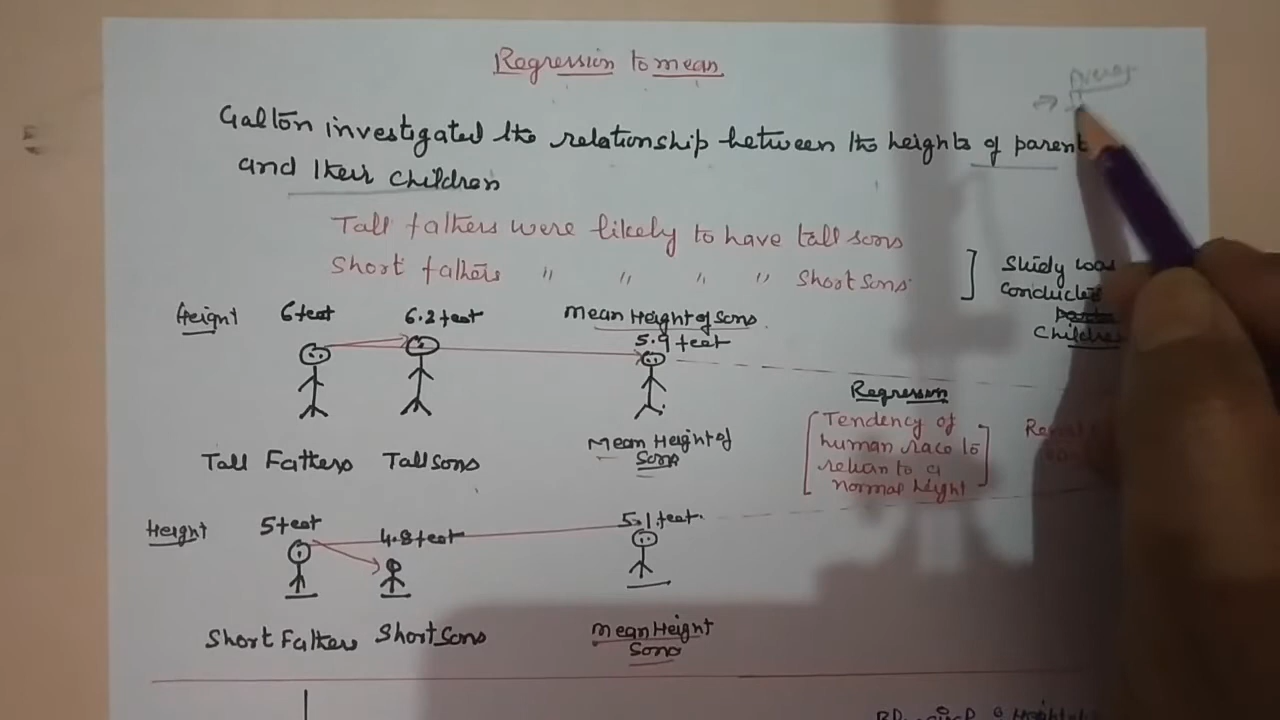 Regression to mean
Galton investigated the relationship between the heights of parent
and their children
Tall fathers were likely to have tall sons
Short fathers " " " " Short sons
Study was
conducted
Children
Height 6 feet 6.2 feet Mean Height of Sons
5.9 feet
Tall Fathers Tall sons Mean Height of
Sons
Regression
Tendency of
human race to
return to a
normal height
Height 5 feet 4.8 feet 5.1 feet
Short Fathers Short Sons Mean Height
Sons